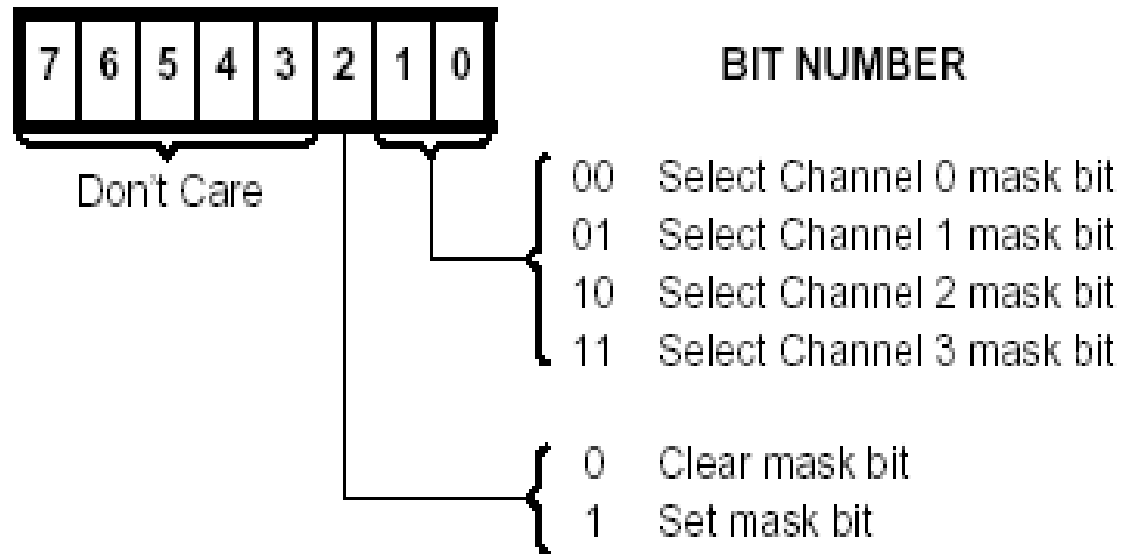 7 6 5 4 3 2 1 0 BIT NUMBER
Don't Care
00 Select Channel 0 mask bit
01 Select Channel 1 mask bit
10 Select Channel 2 mask bit
11 Select Channel 3 mask bit
0 Clear mask bit
1 Set mask bit